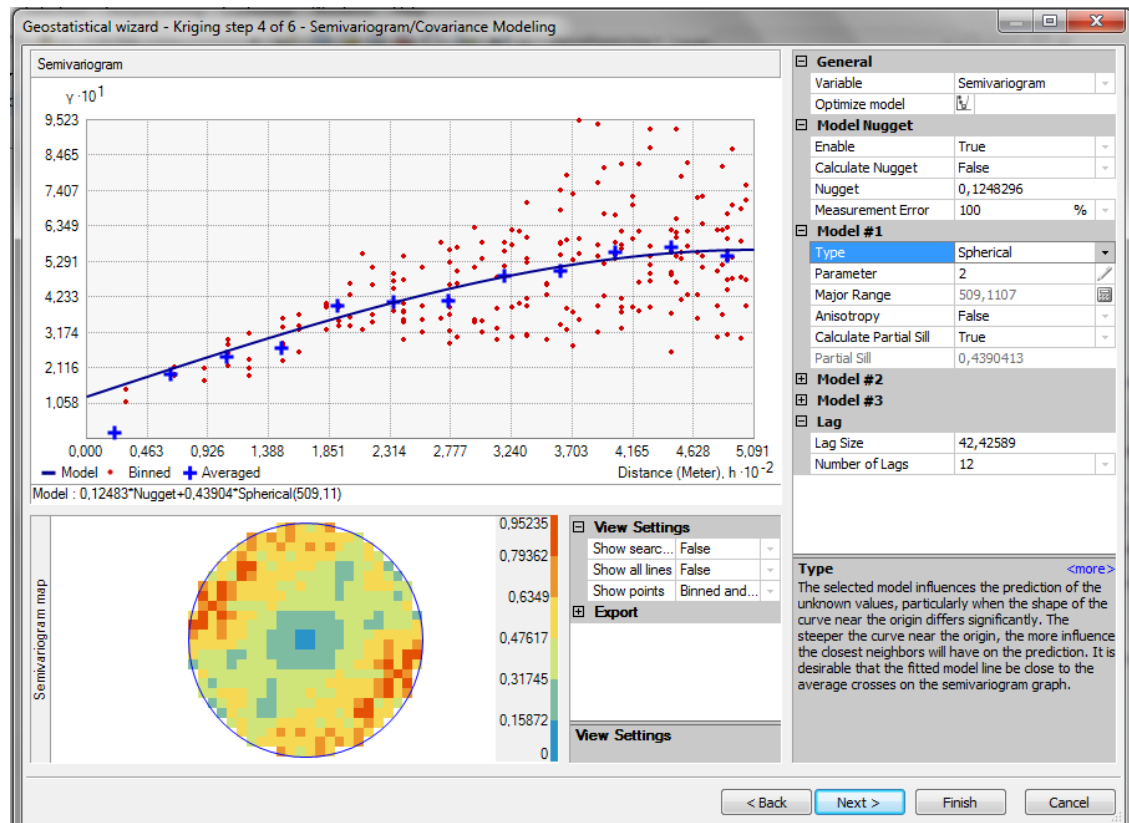 Geostatistical wizard - Kriging step 4 of 6 - Semivariogram/Covariance Modeling
Semivariogram
γ ·10 1
9,523
8,465
7,407
6,349
5,291
4,233
3,174
2,116
1,058
0,000 0,463 0,926 1,388 1,851 2,314 2,777 3,240 3,703 4,165 4,628 5,091
Model Binned Averaged Distance (Meter), h ·10 -2
Model : 0,12483*Nugget+0,43904*Spherical(509,11)
Semivariogram map
0,95235
0,79362
0,6349
0,47617
0,31745
0,15872
0
View Settings
Show searc... False
Show all lines False
Show points Binned and...
Export
View Settings
General
Variable Semivariogram
Optimize model
Model Nugget
Enable True
Calculate Nugget False
Nugget 0,1248296
Measurement Error 100 %
Model #1
Type Spherical
Parameter 2
Major Range 509,1107
Anisotropy False
Calculate Partial Sill True
Partial Sill 0,4390413
Model #2
Model #3
Lag
Lag Size 42,42589
Number of Lags 12
Type <more>
The selected model influences the prediction of the
unknown values, particularly when the shape of the
curve near the origin differs significantly. The
steeper the curve near the origin, the more influence
the closest neighbors will have on the prediction. It is
desirable that the fitted model line be close to the
average crosses on the semivariogram graph.
< Back Next > Finish Cancel